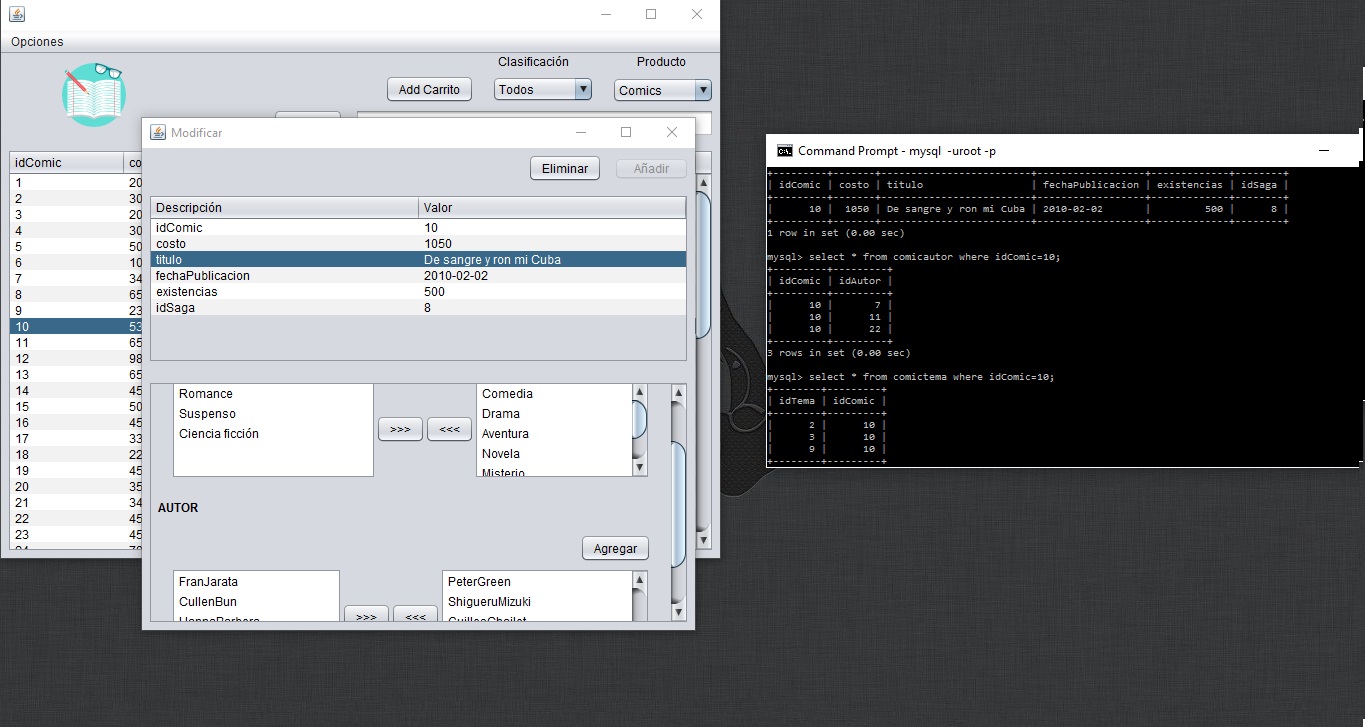 Opciones
Clasificación
Producto
Add Carrito
Todos
Comics
idComic
co
1 20
2 30
3 20
4 30
5 50
6 10
7 34
8 65
9 23
10 53
11 65
12 98
13 65
14 45
15 50
16 45
17 33
18 22
19 45
20 35
21 34
22 45
23 45
Modificar
Eliminar
Añadir
Descripción Valor
idComic 10
costo 1050
titulo De sangre y ron mi Cuba
fechaPublicacion 2010-02-02
existencias 500
idSaga 8
Romance
Suspenso
Ciencia ficción
>>>
<<<
Comedia
Drama
Aventura
Novela
Misterio
AUTOR
Agregar
FranJarata
CullenBun
>>>
<<<
PeterGreen
ShigueruMizuki
Command Prompt - mysql -uroot -p
| idComic | costo | titulo | fechaPublicacion | existencias | idSaga |
| 10 | 1050 | De sangre y ron mi Cuba | 2010-02-02 | 500 | 8 |
1 row in set (0.00 sec)
mysql> select * from comicautor where idComic=10;
| idComic | idAutor |
| 10 | 7 |
| 10 | 11 |
| 10 | 22 |
3 rows in set (0.00 sec)
mysql> select * from comictema where idComic=10;
| idTema | idComic |
| 2 | 10 |
| 3 | 10 |
| 9 | 10 |